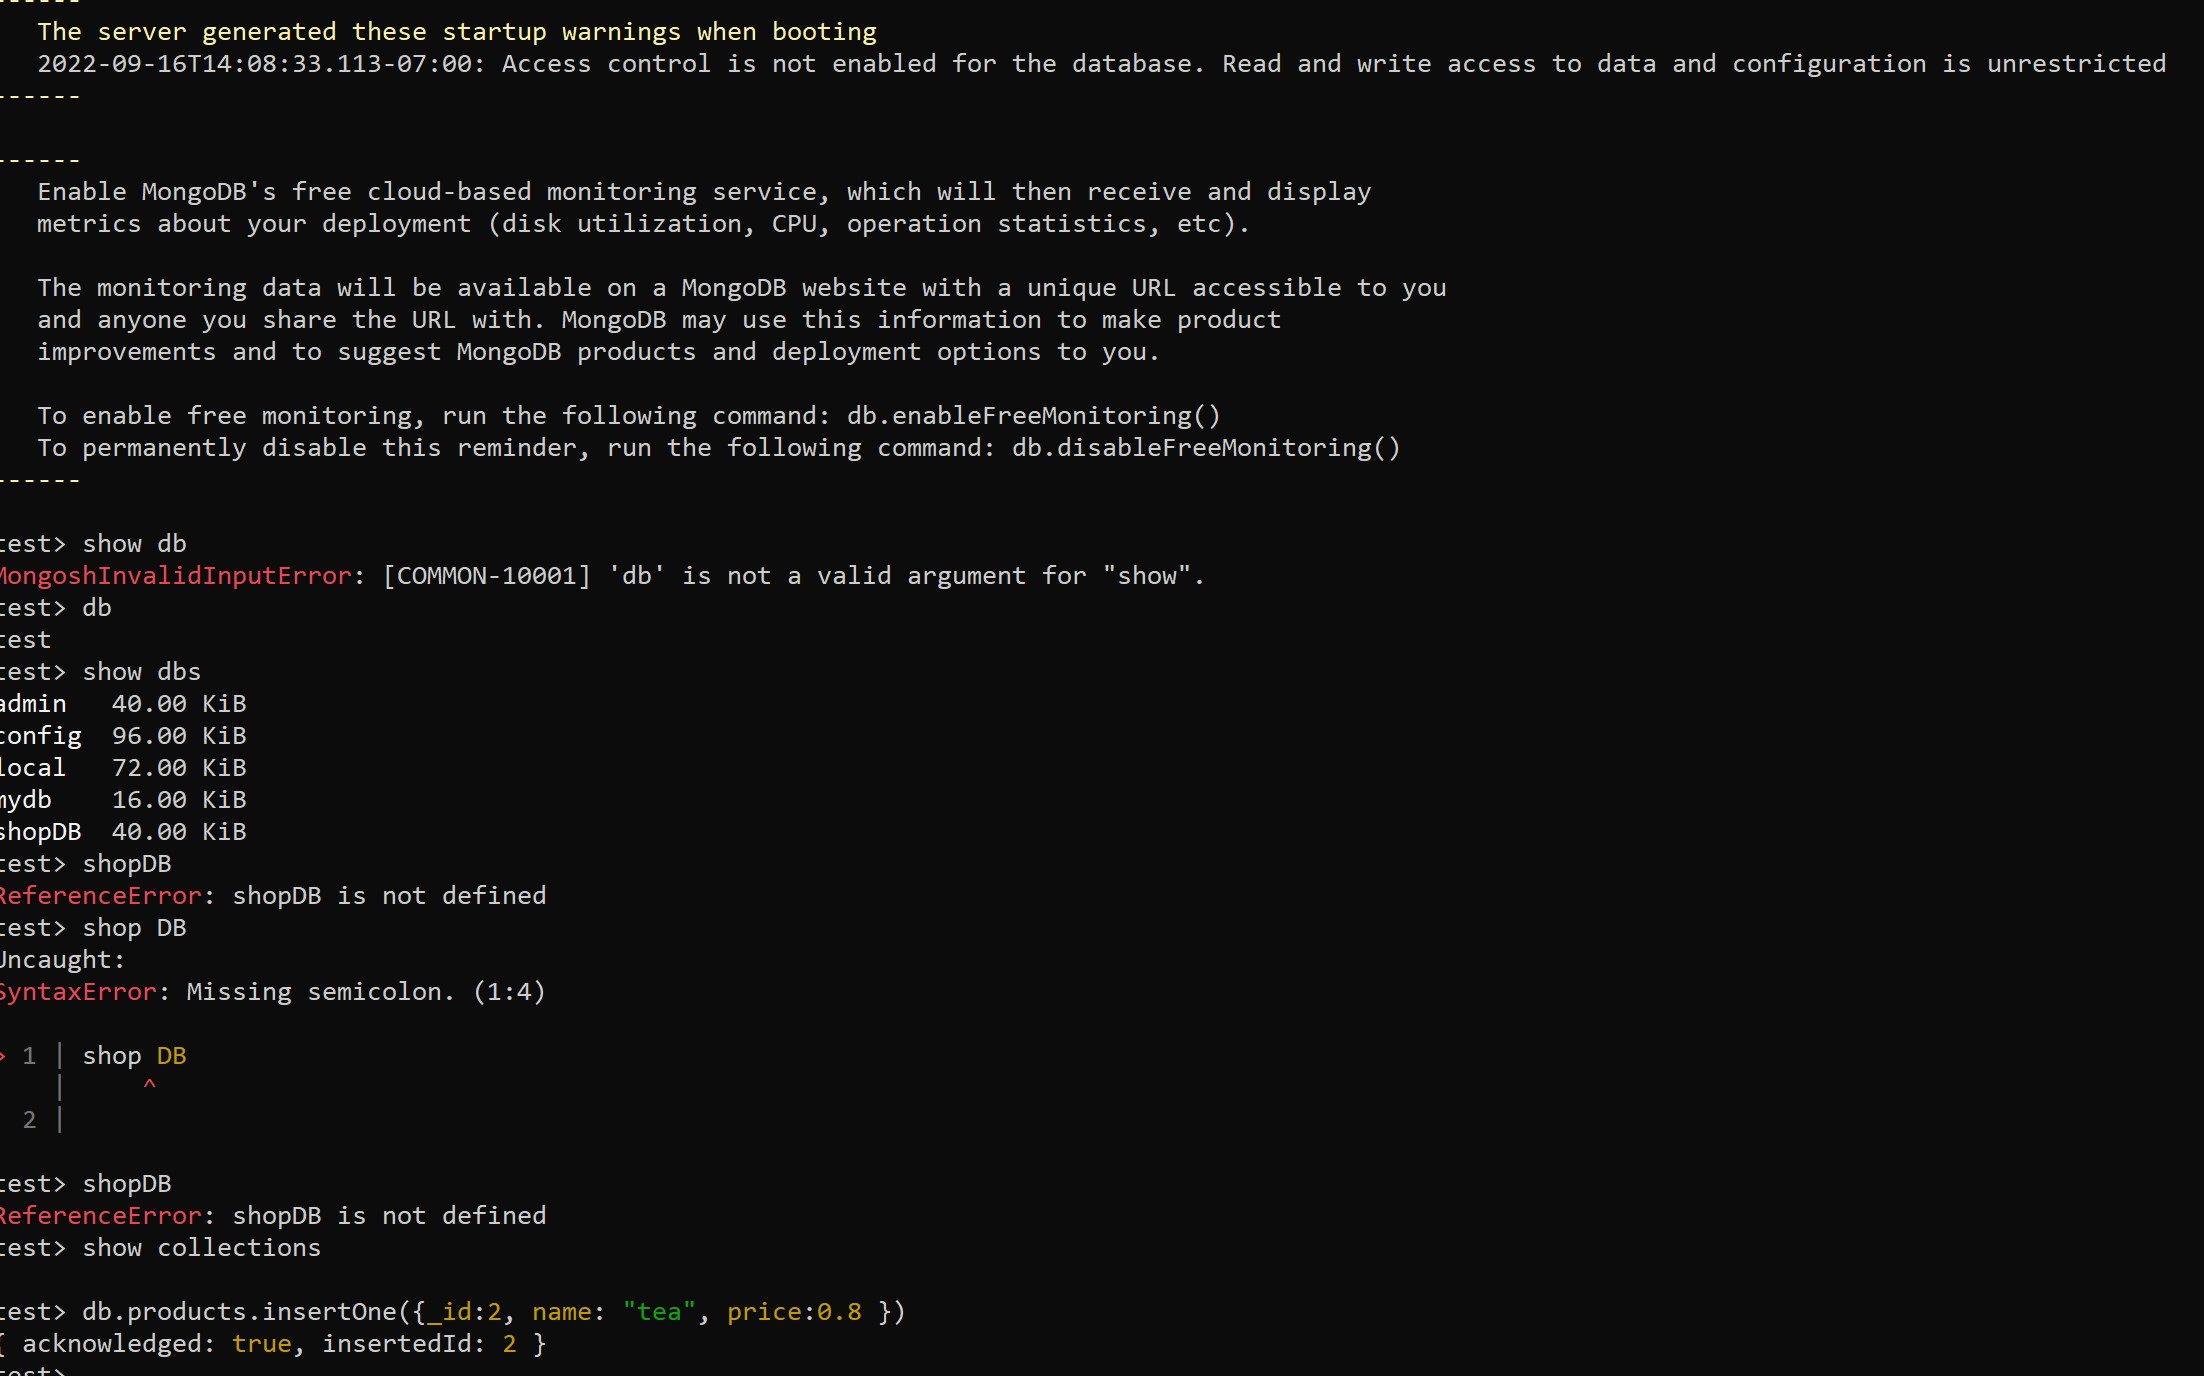 ------
The server generated these startup warnings when booting
2022-09-16T14:08:33.113-07:00: Access control is not enabled for the database. Read and write access to data and configuration is unrestricted
------
------
Enable MongoDB's free cloud-based monitoring service, which will then receive and display
metrics about your deployment (disk utilization, CPU, operation statistics, etc).
The monitoring data will be available on a MongoDB website with a unique URL accessible to you
and anyone you share the URL with. MongoDB may use this information to make product
improvements and to suggest MongoDB products and deployment options to you.
To enable free monitoring, run the following command: db.enableFreeMonitoring()
To permanently disable this reminder, run the following command: db.disableFreeMonitoring()
------
test> show db
MongoshInvalidInputError: [COMMON-10001] 'db' is not a valid argument for "show".
test> db
test
test> show dbs
admin   40.00 KiB
config  96.00 KiB
local   72.00 KiB
mydb    16.00 KiB
shopDB  40.00 KiB
test> shopDB
ReferenceError: shopDB is not defined
test> shop DB
Uncaught:
SyntaxError: Missing semicolon. (1:4)
> 1 | shop DB
|     ^
2 |
test> shopDB
ReferenceError: shopDB is not defined
test> show collections
test> db.products.insertOne({_id:2, name: "tea", price:0.8 })
{ acknowledged: true, insertedId: 2 }
test>